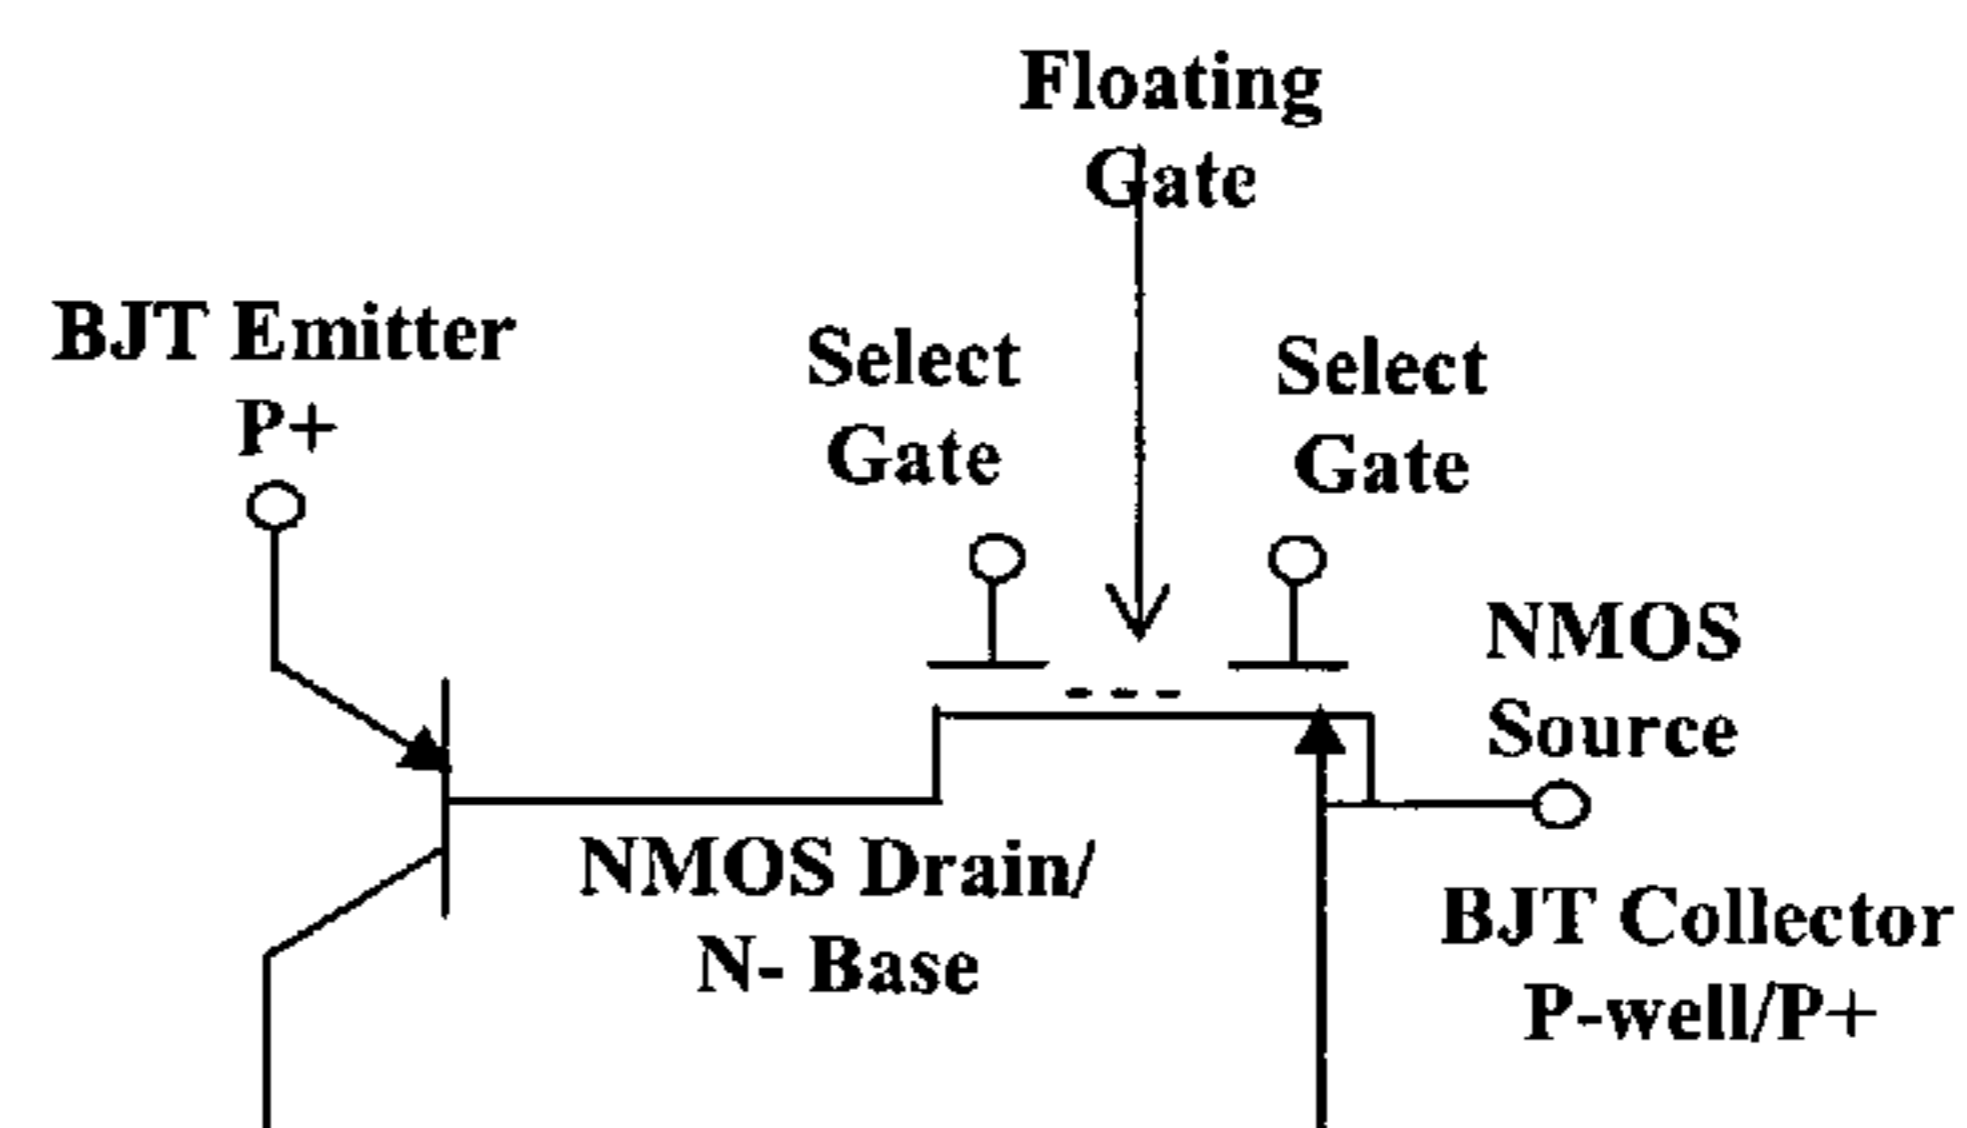 Floating
Gate
BJT Emitter
P+
Select
Gate
Select
Gate
NMOS
Source
NMOS Drain/
N- Base
BJT Collector
P-well/P+